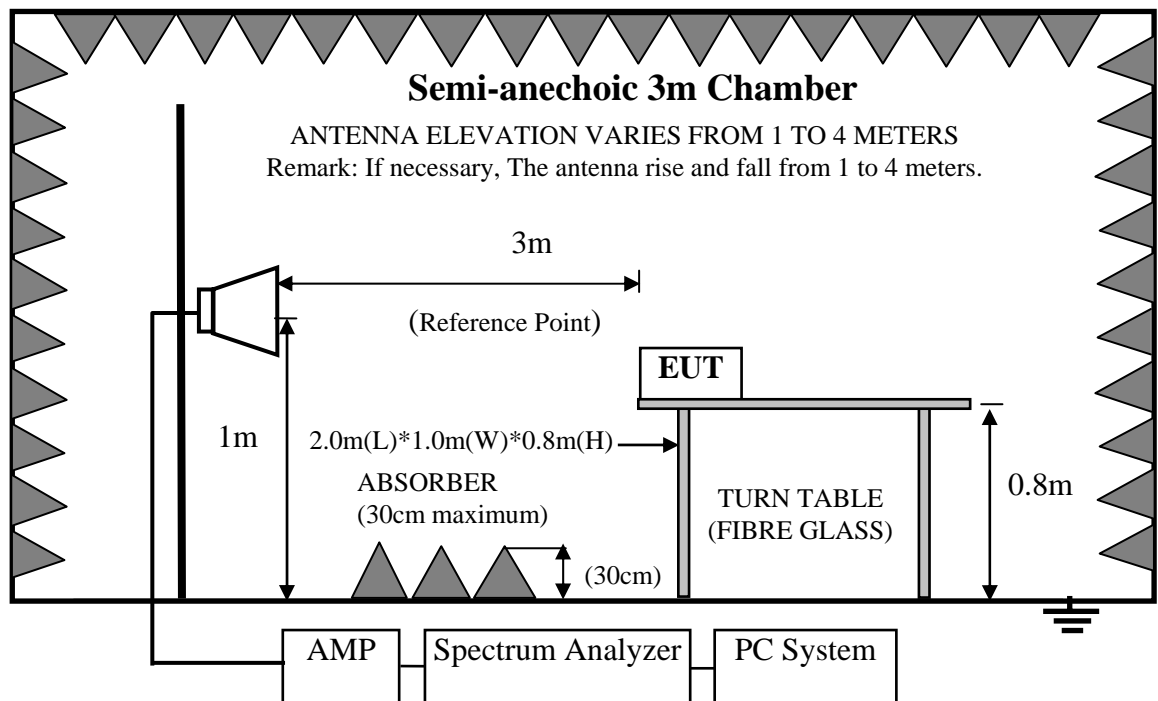 Semi-anechoic 3m Chamber
ANTENNA ELEVATION VARIES FROM 1 TO 4 METERS
Remark: If necessary, The antenna rise and fall from 1 to 4 meters.
3m
(Reference Point)
EUT
1m
2.0m(L)*1.0m(W)*0.8m(H)
ABSORBER
(30cm maximum)
(30cm)
TURN TABLE
(FIBRE GLASS)
0.8m
AMP
Spectrum Analyzer
PC System